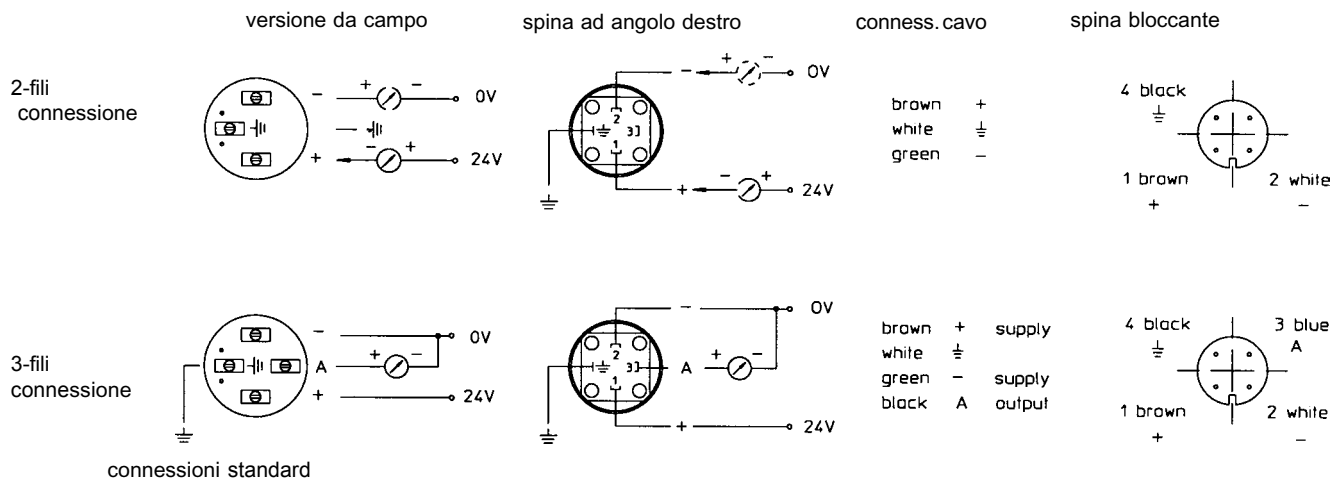 versione da campo
spina ad angolo destro
conness.cavo
spina bloccante
2-fili
connessione
−
+ −
0V
− +
+
24V
2
3
1
−
+ −
0V
+
− +
24V
brown +
white
green −
4 black
1 brown
+
2 white
−
3-fili
connessione
−
0V
A
+ −
+
24V
2
3
1
−
0V
A
+ −
+
24V
brown + supply
white
green − supply
black A output
4 black
3 blue
A
1 brown
+
2 white
−
connessioni standard